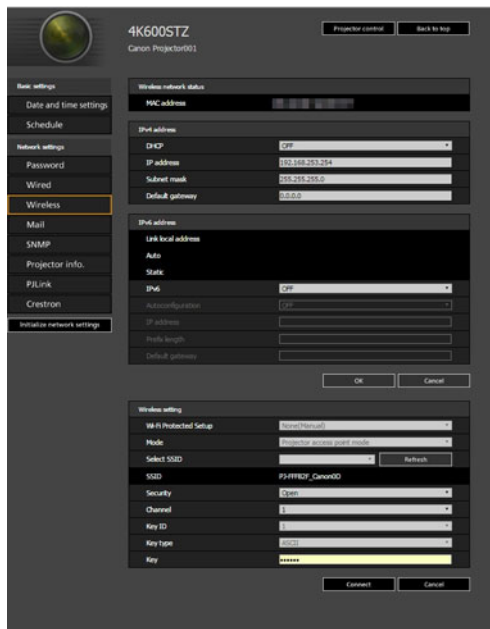 4K600STZ
Canon Projector001
Projector control
Back to top
Basic settings
Date and time settings
Schedule
Network settings
Password
Wired
Wireless
Mail
SNMP
Projector info.
PJLink
Crestron
Initialize network settings
Wireless network status
MAC address
IPv4 address
DHCP OFF
IP address 192.168.253.254
Subnet mask 255.255.255.0
Default gateway 0.0.0.0
IPv6 address
Link local address
Auto
Static
IPv6 OFF
Autoconfiguration OFF
IP address
Prefix length
Default gateway
OK Cancel
Wireless setting
Wi-Fi Protected Setup None(Manual)
Mode Projector access point mode
Select SSID Refresh
SSID PJ-FFFB2F_Canon0D
Security Open
Channel 1
Key ID 1
Key type ASCII
Key ••••••
Connect Cancel